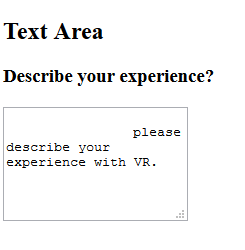 Text Area
Describe your experience?
please
describe your
experience with VR.